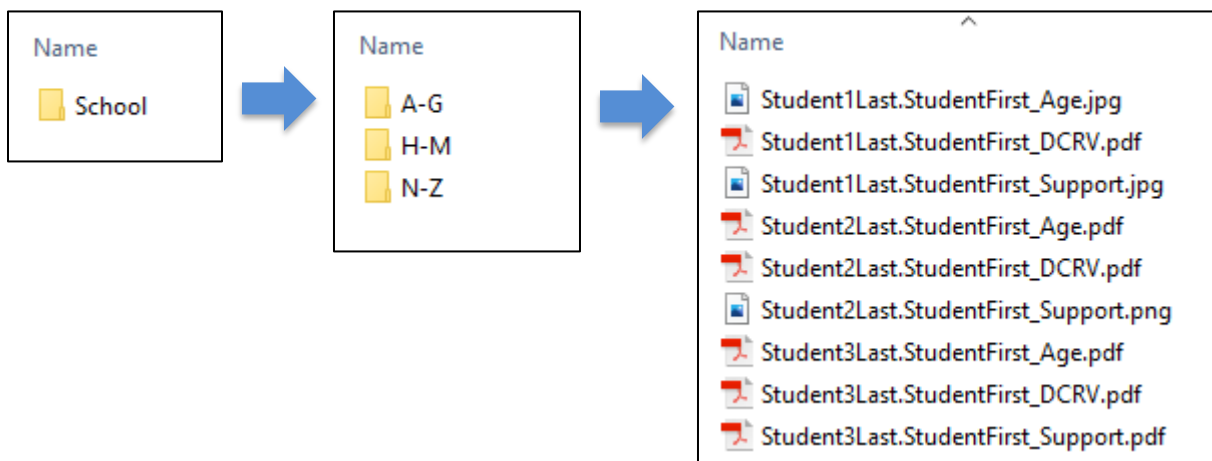 Name
School
Name
A-G
H-M
N-Z
Name
Student1Last.StudentFirst_Age.jpg
Student1Last.StudentFirst_DCRV.pdf
Student1Last.StudentFirst_Support.jpg
Student2Last.StudentFirst_Age.pdf
Student2Last.StudentFirst_DCRV.pdf
Student2Last.StudentFirst_Support.png
Student3Last.StudentFirst_Age.pdf
Student3Last.StudentFirst_DCRV.pdf
Student3Last.StudentFirst_Support.pdf